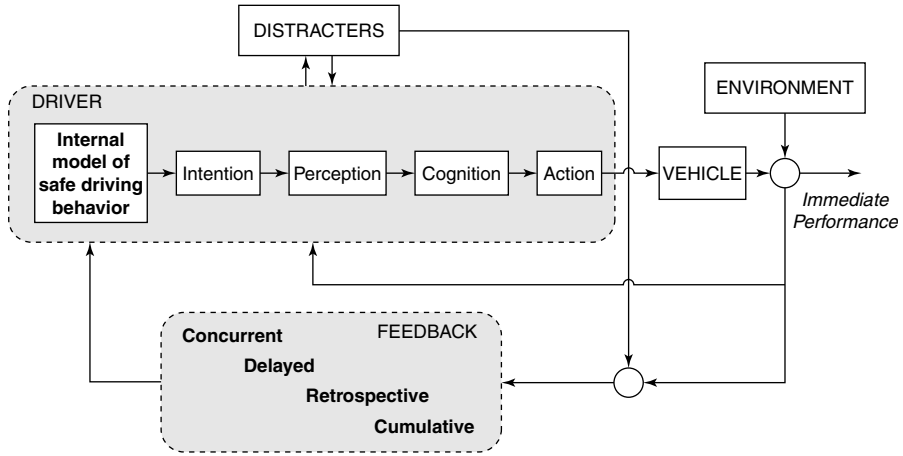 DISTRACTERS
ENVIRONMENT
DRIVER
Internal
model of
safe driving
behavior
Intention
Perception
Cognition
Action
VEHICLE
Immediate
Performance
FEEDBACK
Concurrent
Delayed
Retrospective
Cumulative